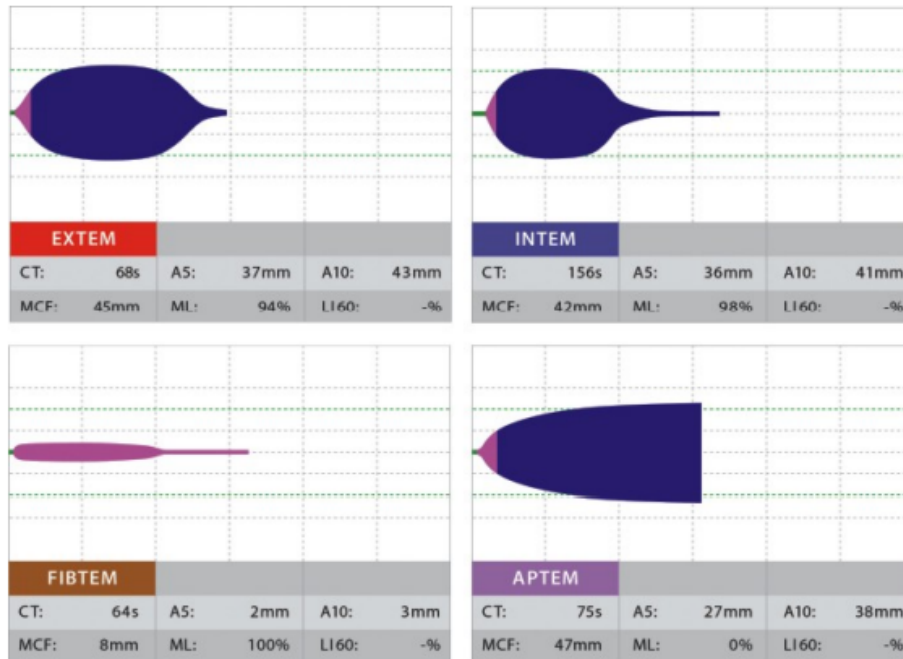 EXTEM
CT: 68s A5: 37mm A10: 43mm
MCF: 45mm ML: 94% LI60: -%
INTEM
CT: 156s A5: 36mm A10: 41mm
MCF: 42mm ML: 98% LI60: -%
FIBTEM
CT: 64s A5: 2mm A10: 3mm
MCF: 8mm ML: 100% LI60: -%
APTEM
CT: 75s A5: 27mm A10: 38mm
MCF: 47mm ML: 0% LI60: -%